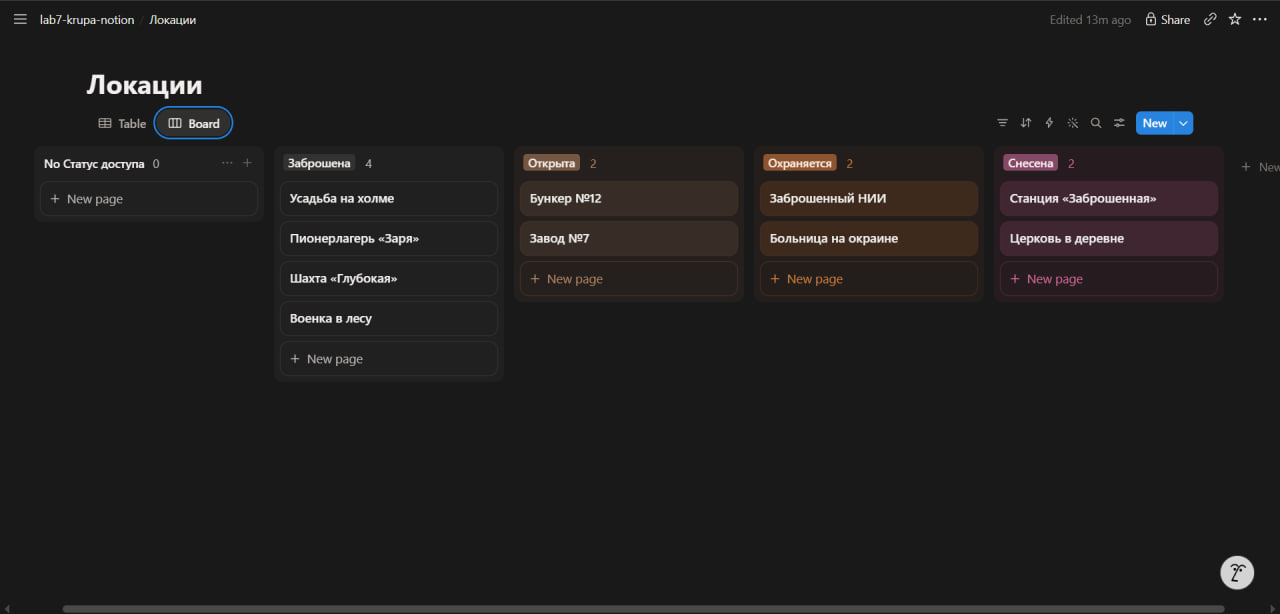 lab7-krupa-notion / Локации
Edited 13m ago Share
Локации
Table Board
New
No Статус доступа 0
+ New page
Заброшена 4
Усадьба на холме
Пионерлагерь «Заря»
Шахта «Глубокая»
Военка в лесу
+ New page
Открыта 2
Бункер №12
Завод №7
+ New page
Охраняется 2
Заброшенный НИИ
Больница на окраине
+ New page
Снесена 2
Станция «Заброшенная»
Церковь в деревне
+ New page
+ New